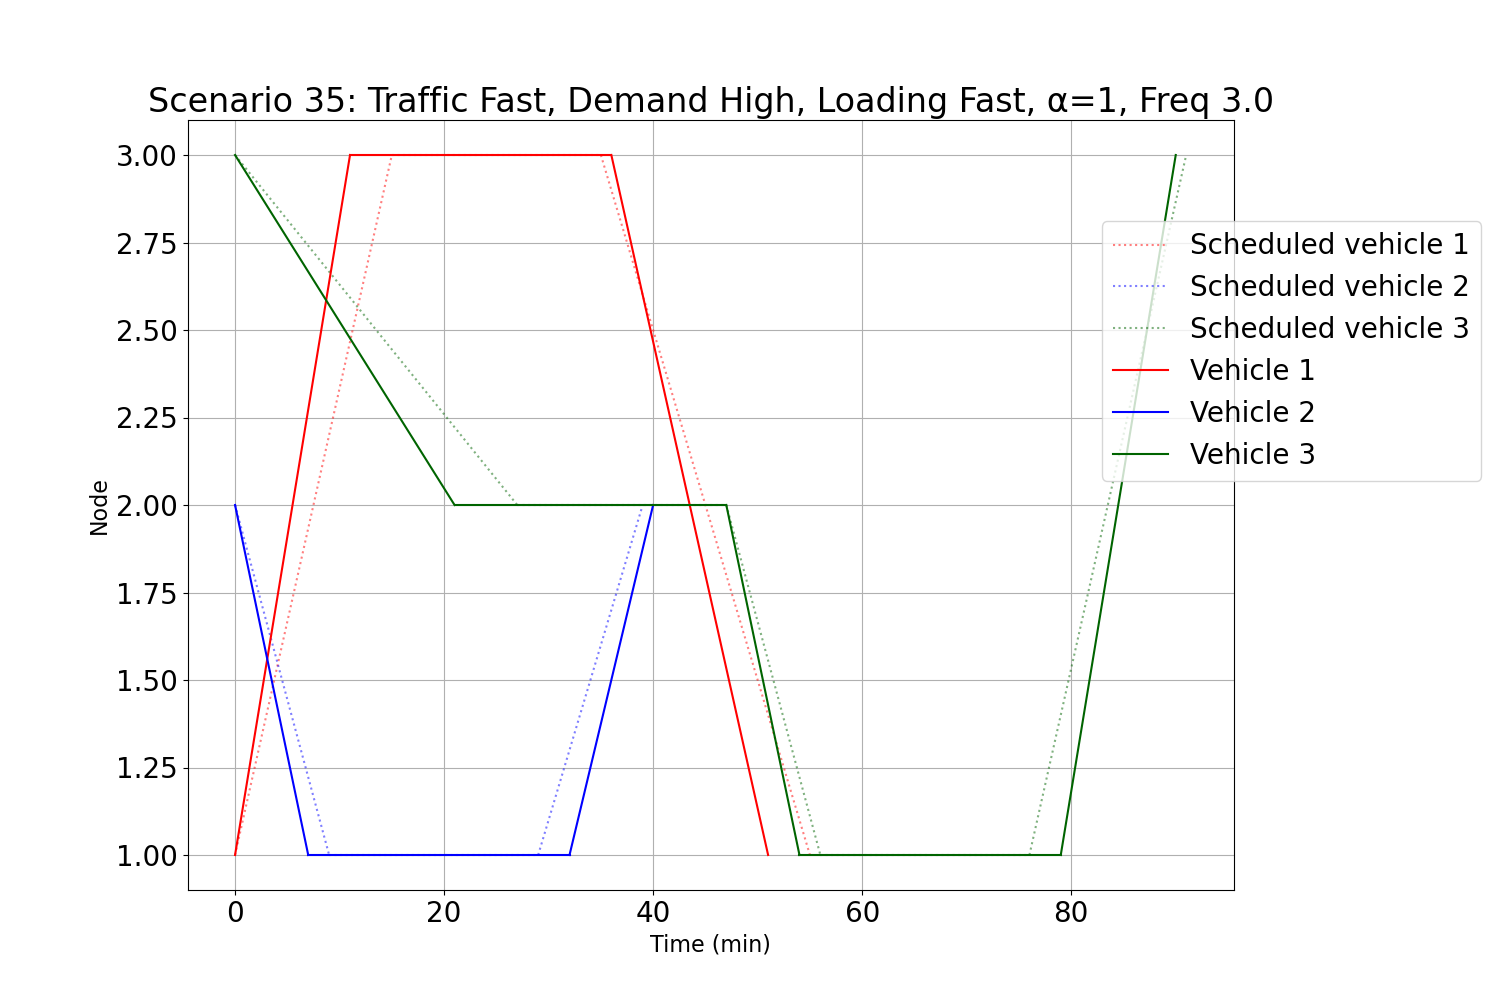 Scenario 35: Traffic Fast, Demand High, Loading Fast, α=1, Freq 3.0
3.00
2.75
2.50
2.25
2.00
1.75
1.50
1.25
1.00
Node
0
20
40
60
80
Time (min)
Scheduled vehicle 1
Scheduled vehicle 2
Scheduled vehicle 3
Vehicle 1
Vehicle 2
Vehicle 3